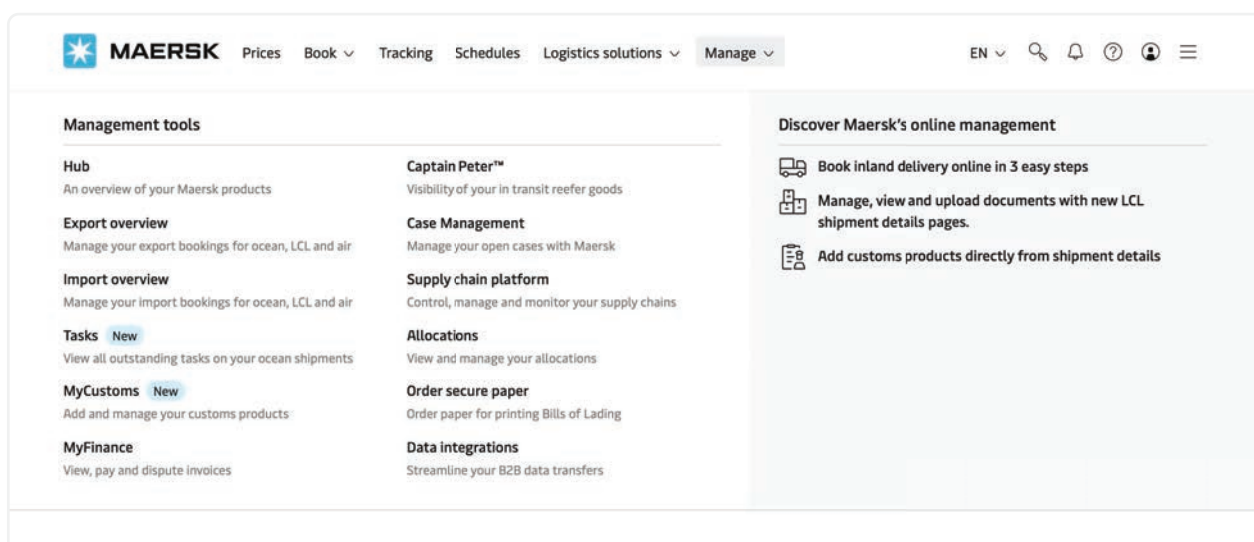 MAERSK Prices Book Tracking Schedules Logistics solutions Manage EN
Management tools
Hub
An overview of your Maersk products
Export overview
Manage your export bookings for ocean, LCL and air
Import overview
Manage your import bookings for ocean, LCL and air
Tasks New
View all outstanding tasks on your ocean shipments
MyCustoms New
Add and manage your customs products
MyFinance
View, pay and dispute invoices
Captain Peter™
Visibility of your in transit reefer goods
Case Management
Manage your open cases with Maersk
Supply chain platform
Control, manage and monitor your supply chains
Allocations
View and manage your allocations
Order secure paper
Order paper for printing Bills of Lading
Data integrations
Streamline your B2B data transfers
Discover Maersk's online management
Book inland delivery online in 3 easy steps
Manage, view and upload documents with new LCL
shipment details pages.
Add customs products directly from shipment details